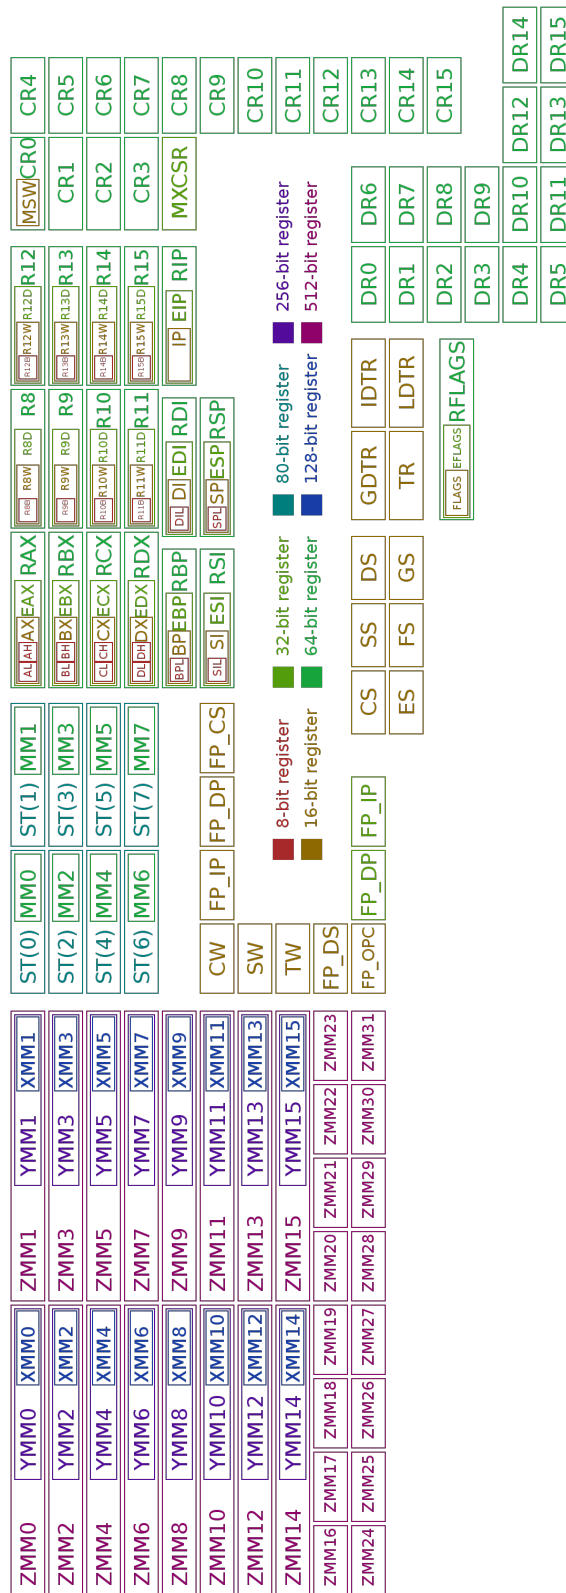 ZMM0 YMM0 XMM0 ZMM1 YMM1 XMM1 ST(0) MM0 ST(1) MM1 AL AH AX EAX RAX R8B R8W R8D R8 R12B R12W R12D R12 MSW CR0 CR4
ZMM2 YMM2 XMM2 ZMM3 YMM3 XMM3 ST(2) MM2 ST(3) MM3 BL BH BX EBX RBX R9B R9W R9D R9 R13B R13W R13D R13 CR1 CR5
ZMM4 YMM4 XMM4 ZMM5 YMM5 XMM5 ST(4) MM4 ST(5) MM5 CL CH CX ECX RCX R10B R10W R10D R10 R14B R14W R14D R14 CR2 CR6
ZMM6 YMM6 XMM6 ZMM7 YMM7 XMM7 ST(6) MM6 ST(7) MM7 DL DH DX EDX RDX R11B R11W R11D R11 R15B R15W R15D R15 CR3 CR7
ZMM8 YMM8 XMM8 ZMM9 YMM9 XMM9 BPL BP EBP RBP DIL DI EDI RDI IP EIP RIP MXCSR CR8
ZMM10 YMM10 XMM10 ZMM11 YMM11 XMM11 CW FP_IP FP_DP FP_CS SIL SI ESI RSI SPL SP ESP RSP CR9
ZMM12 YMM12 XMM12 ZMM13 YMM13 XMM13 SW CR10
ZMM14 YMM14 XMM14 ZMM15 YMM15 XMM15 TW CR11
8-bit register 32-bit register 80-bit register 256-bit register
16-bit register 64-bit register 128-bit register 512-bit register
ZMM16 ZMM17 ZMM18 ZMM19 ZMM20 ZMM21 ZMM22 ZMM23 FP_DS CR12
ZMM24 ZMM25 ZMM26 ZMM27 ZMM28 ZMM29 ZMM30 ZMM31 FP_OPC FP_DP FP_IP CS SS DS GDTR IDTR DR0 DR6 CR13
ES FS GS TR LDTR DR1 DR7 CR14
FLAGS EFLAGS RFLAGS DR2 DR8 CR15
DR3 DR9
DR4 DR10 DR12 DR14
DR5 DR11 DR13 DR15